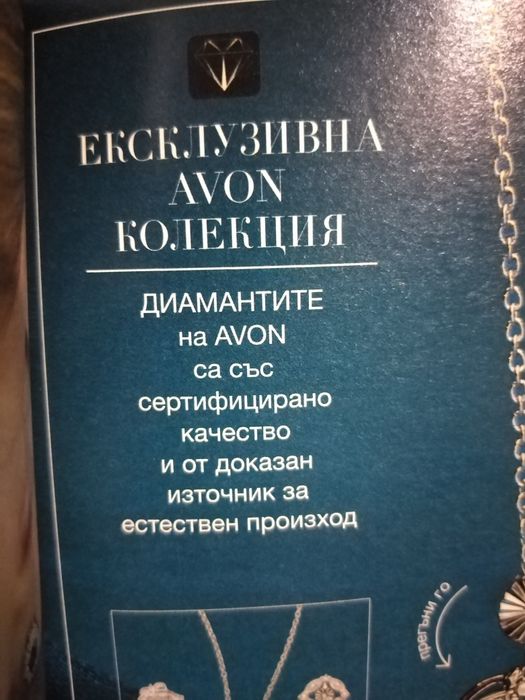 ЕКСКЛУЗИВНА
AVON
КОЛЕКЦИЯ
ДИАМАНТИТЕ
на AVON
са със
сертифицирано
качество
и от доказан
източник за
естествен произход
прегъни го